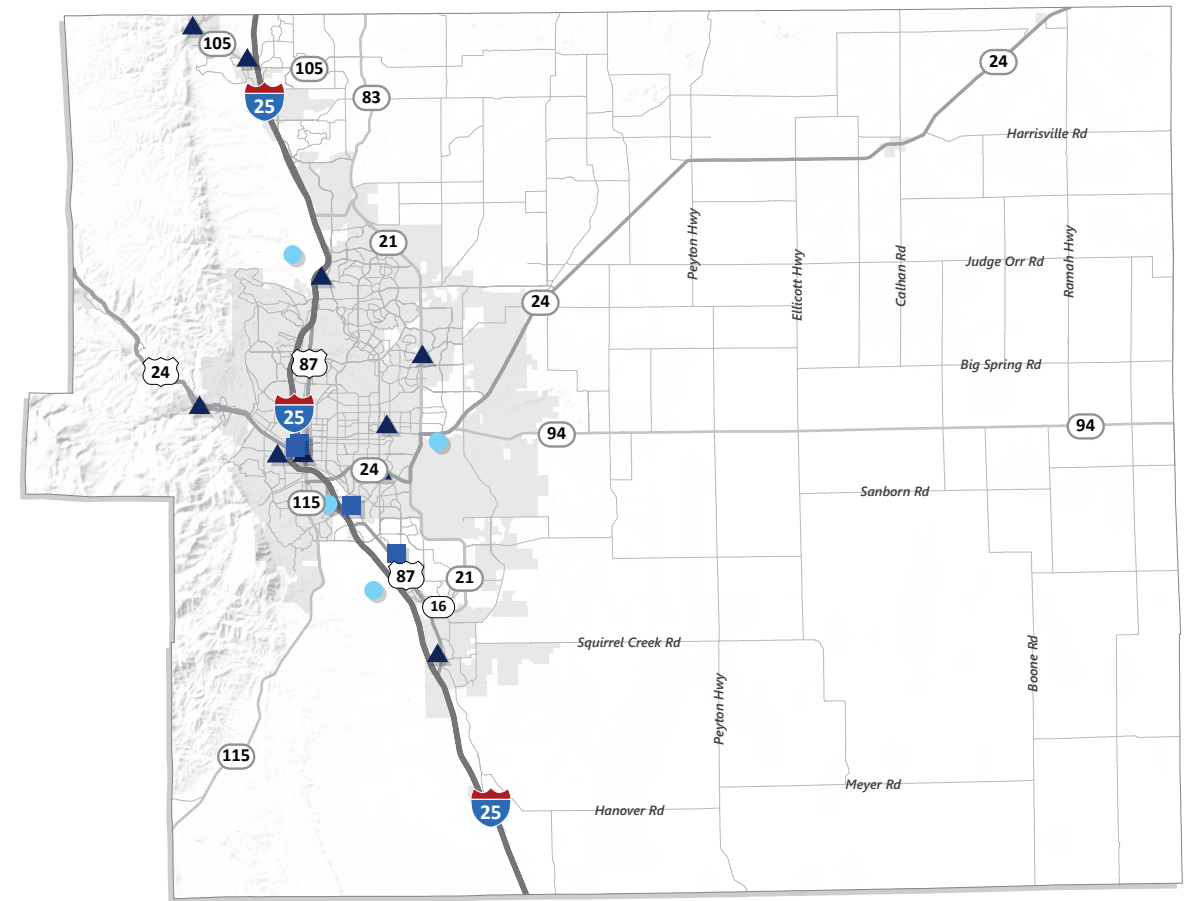 105
24
105
83
25
Harrisville Rd
21
Peyton Hwy
Ellicott Hwy
Calhan Rd
Judge Orr Rd
Ramah Hwy
24
87
24
Big Spring Rd
25
94
94
24
Sanborn Rd
115
87
21
16
Squirrel Creek Rd
Boone Rd
Peyton Hwy
115
Meyer Rd
25
Hanover Rd